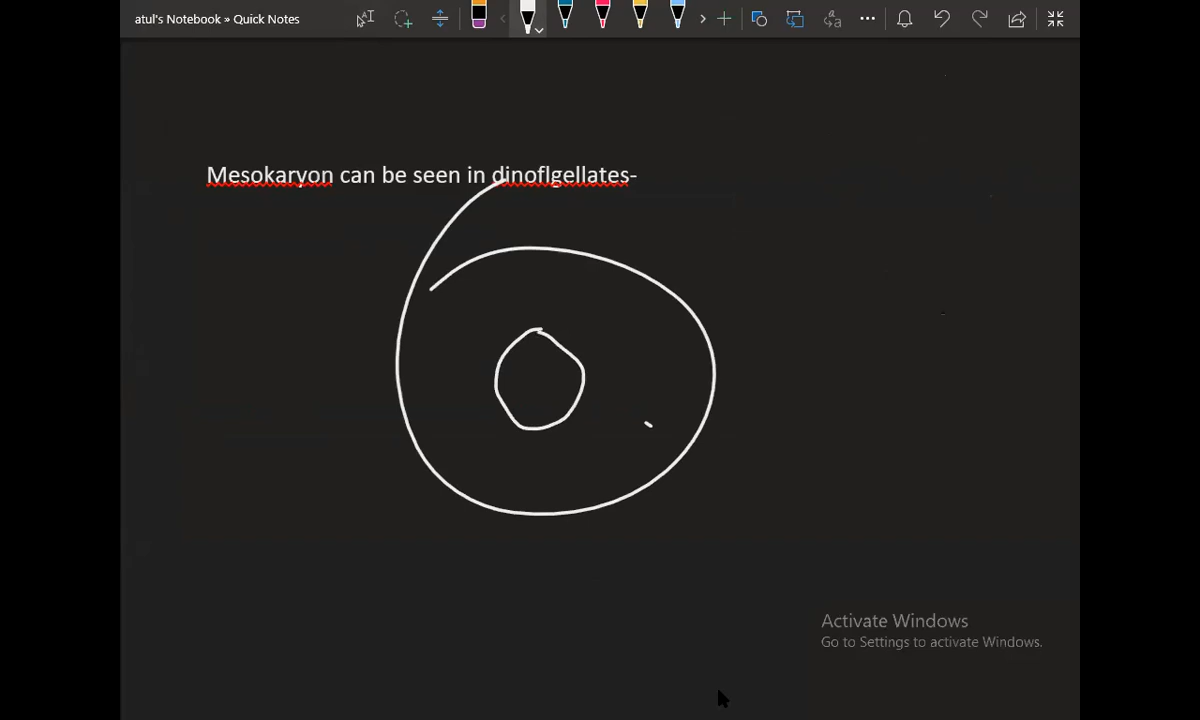 atul's Notebook » Quick Notes
Mesokaryon can be seen in dinoflgellates-
Activate Windows
Go to Settings to activate Windows.